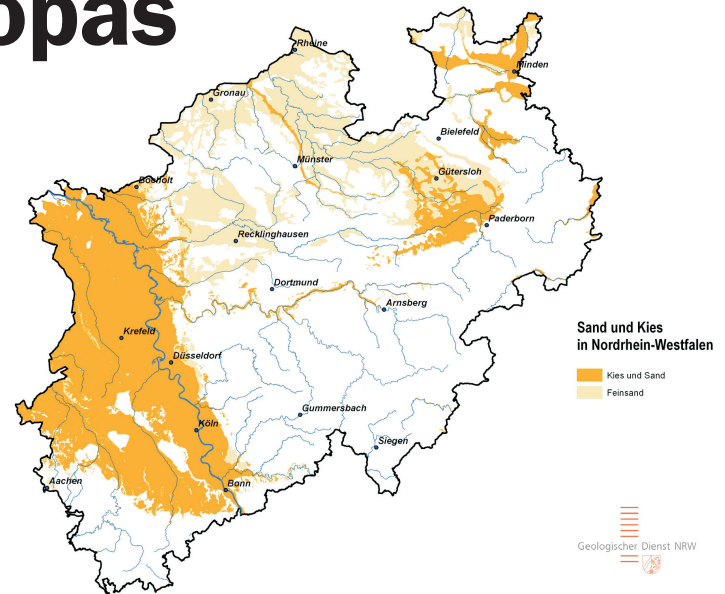 opas
Rheine
Minden
Gronau
Bielefeld
Münster
Gütersloh
Bocholt
Paderborn
Recklinghausen
Dortmund
Arnsberg
Krefeld
Düsseldorf
Gummersbach
Köln
Siegen
Aachen
Bonn
Sand und Kies
in Nordrhein-Westfalen
Kies und Sand
Feinsand
Geologischer Dienst NRW